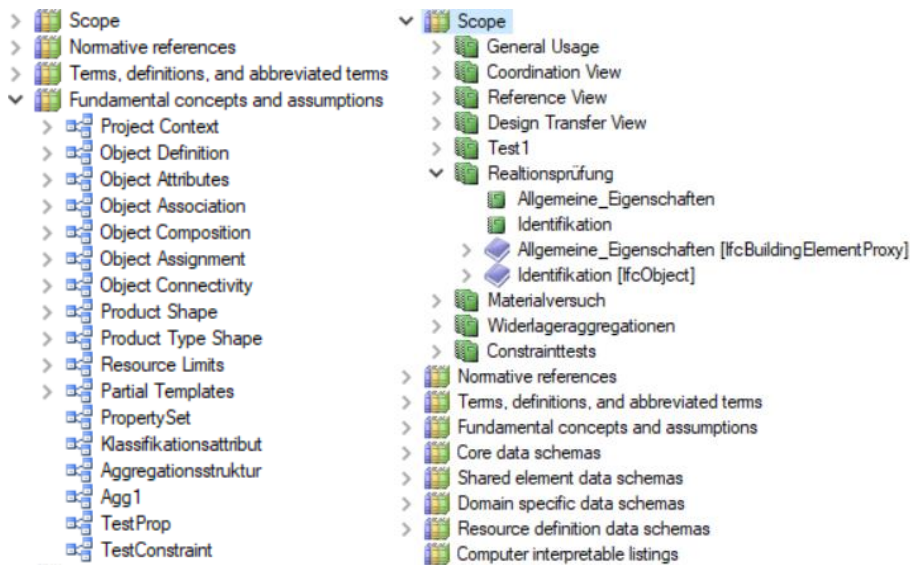 Scope
Normative references
Terms, definitions, and abbreviated terms
Fundamental concepts and assumptions
Project Context
Object Definition
Object Attributes
Object Association
Object Composition
Object Assignment
Object Connectivity
Product Shape
Product Type Shape
Resource Limits
Partial Templates
PropertySet
Klassifikationsattribut
Aggregationsstruktur
Agg1
TestProp
TestConstraint
Scope
General Usage
Coordination View
Reference View
Design Transfer View
Test1
Realtionsprüfung
Allgemeine_Eigenschaften
Identifikation
Allgemeine_Eigenschaften [IfcBuildingElementProxy]
Identifikation [IfcObject]
Materialversuch
Widerlageraggregationen
Constrainttests
Normative references
Terms, definitions, and abbreviated terms
Fundamental concepts and assumptions
Core data schemas
Shared element data schemas
Domain specific data schemas
Resource definition data schemas
Computer interpretable listings